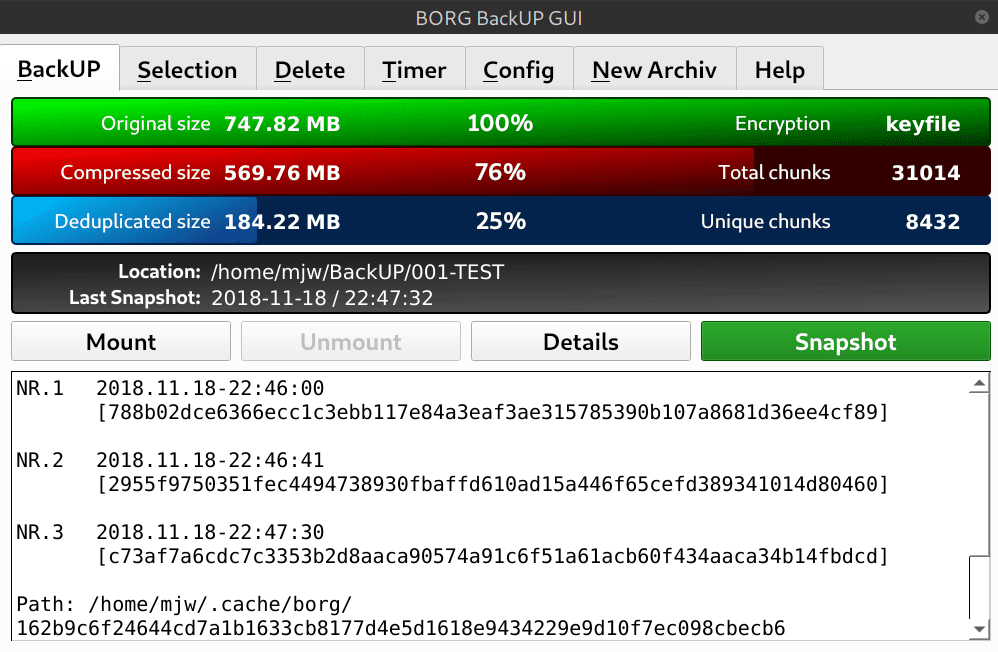 BORG BackUP GUI
BackUP Selection Delete Timer Config New Archiv Help
Original size 747.82 MB 100% Encryption keyfile
Compressed size 569.76 MB 76% Total chunks 31014
Deduplicated size 184.22 MB 25% Unique chunks 8432
Location: /home/mjw/BackUP/001-TEST
Last Snapshot: 2018-11-18 / 22:47:32
Mount Unmount Details Snapshot
NR.1 2018.11.18-22:46:00
[788b02dce6366ecc1c3ebb117e84a3eaf3ae315785390b107a8681d36ee4cf89]
NR.2 2018.11.18-22:46:41
[2955f9750351fec4494738930fbaffd610ad15a446f65cefd389341014d80460]
NR.3 2018.11.18-22:47:30
[c73af7a6cdc7c3353b2d8aaca90574a91c6f51a61acb60f434aaca34b14fbdcd]
Path: /home/mjw/.cache/borg/
162b9c6f24644cd7a1b1633cb8177d4e5d1618e9434229e9d10f7ec098cbecb6